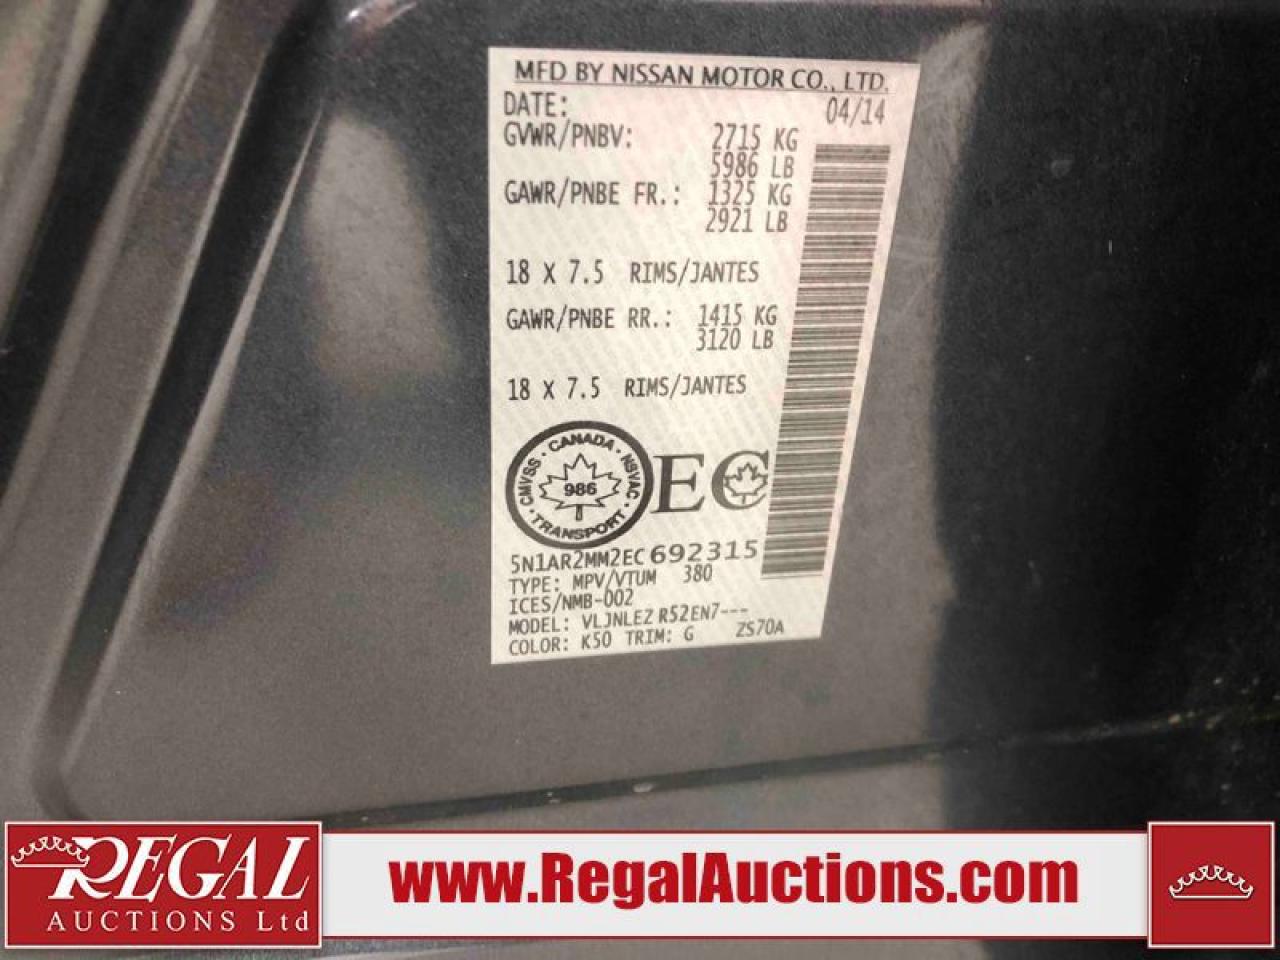 MFD BY NISSAN MOTOR CO., LTD.
DATE: 04/14
GVWR/PNBV: 2715 KG
5986 LB
GAWR/PNBE FR.: 1325 KG
2921 LB
18 X 7.5 RIMS/JANTES
GAWR/PNBE RR.: 1415 KG
3120 LB
18 X 7.5 RIMS/JANTES
CMVSS · CANADA · NSVAC · TRANSPORT ·
986
EC
5N1AR2MM2EC692315
TYPE: MPV/VTUM 380
ICES/NMB-002
MODEL: VLJNLEZ R52EN7---
COLOR: K50 TRIM: G ZS70A
REGAL
AUCTIONS Ltd
www.RegalAuctions.com